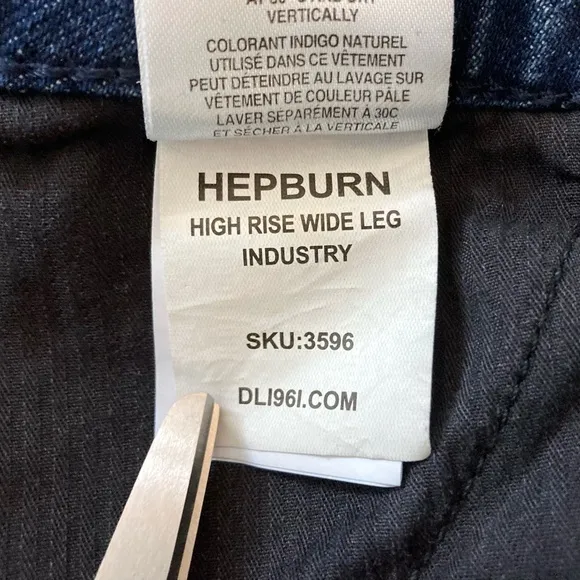 VERTICALLY
COLORANT INDIGO NATUREL
UTILISÉ DANS CE VÊTEMENT
PEUT DÉTEINDRE AU LAVAGE SUR
VÊTEMENT DE COULEUR PÂLE
LAVER SÉPARÉMENT À 30C
ET SÉCHER À LA VERTICALE
HEPBURN
HIGH RISE WIDE LEG
INDUSTRY
SKU:3596
DL1961.COM